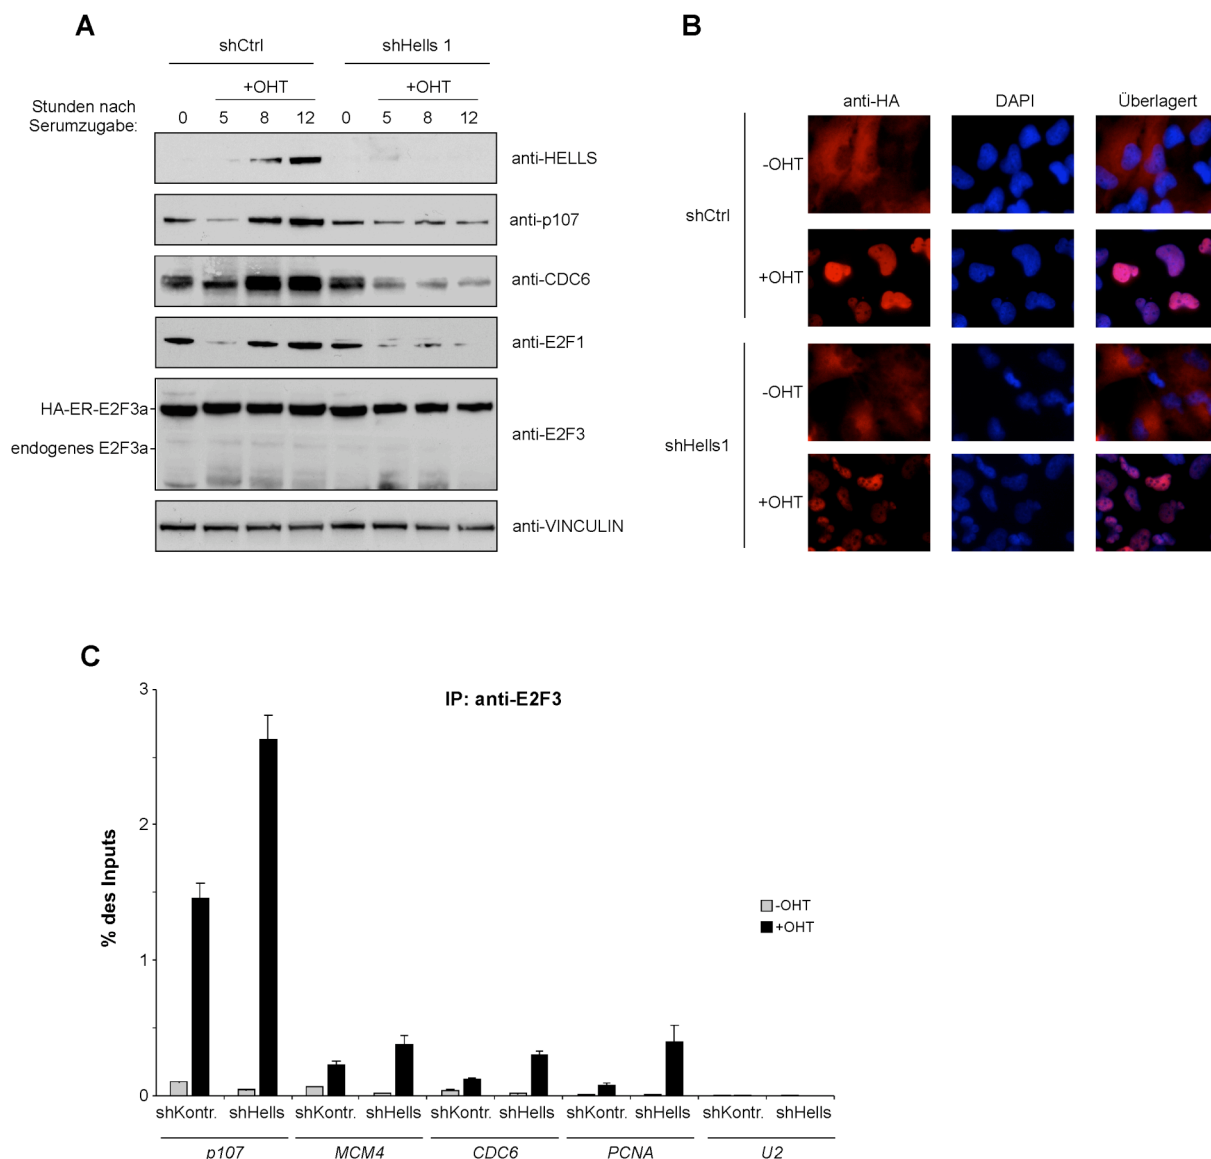 A
shCtrl shHells 1
+OHT +OHT
Stunden nach
Serumzugabe:
0 5 8 12 0 5 8 12
anti-HELLS
anti-p107
anti-CDC6
anti-E2F1
HA-ER-E2F3a
endogenes E2F3a
anti-E2F3
anti-VINCULIN
B
anti-HA DAPI Überlagert
-OHT
shCtrl
+OHT
-OHT
shHells1
+OHT
C
IP: anti-E2F3
% des Inputs
3
2
1
0
-OHT
+OHT
shKontr. shHells shKontr. shHells shKontr. shHells shKontr. shHells shKontr. shHells
p107 MCM4 CDC6 PCNA U2